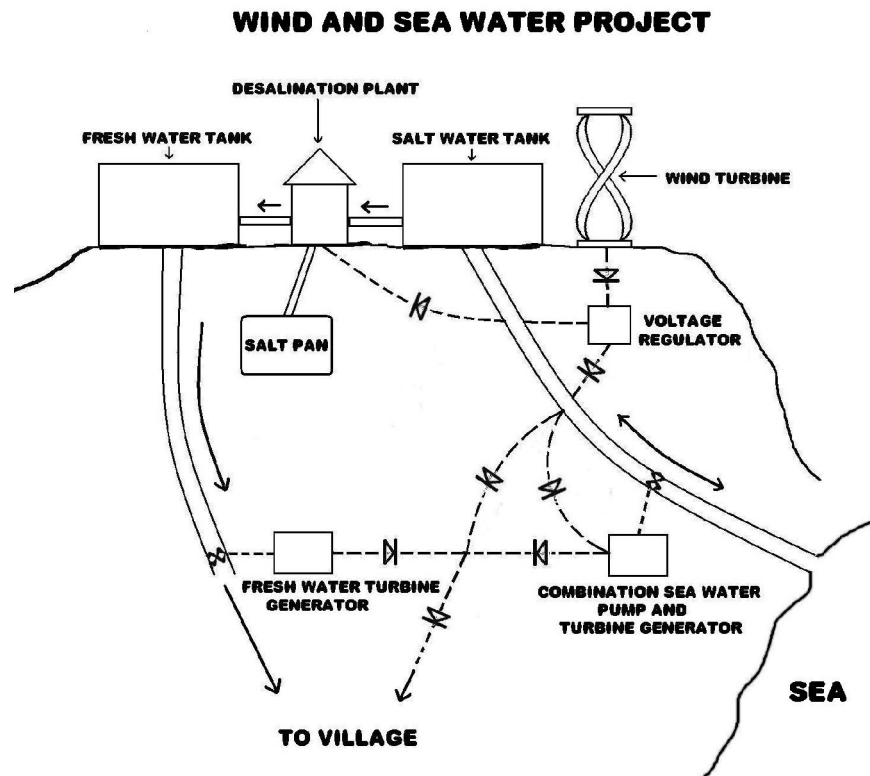 WIND AND SEA WATER PROJECT
DESALINATION PLANT
FRESH WATER TANK
SALT WATER TANK
WIND TURBINE
SALT PAN
VOLTAGE
REGULATOR
FRESH WATER TURBINE
GENERATOR
COMBINATION SEA WATER
PUMP AND
TURBINE GENERATOR
SEA
TO VILLAGE